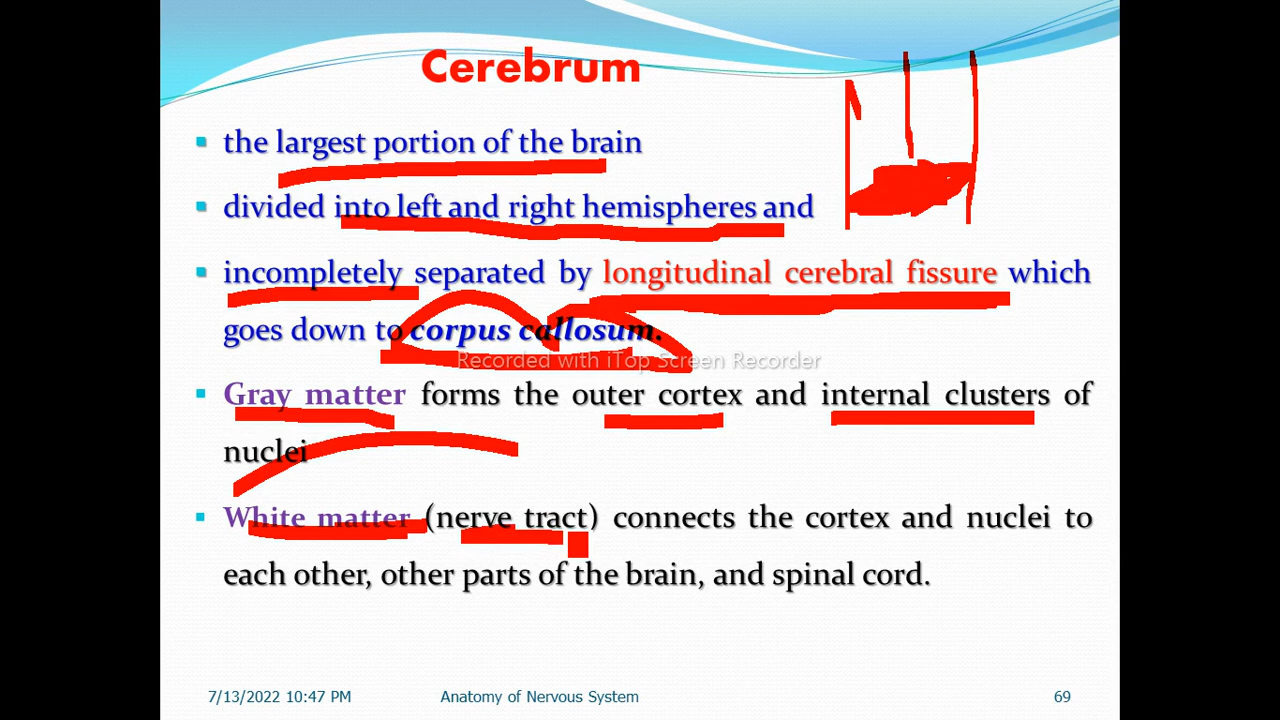 Cerebrum
▪ the largest portion of the brain
▪ divided into left and right hemispheres and
▪ incompletely separated by longitudinal cerebral fissure which
goes down to corpus callosum.
Recorded with iTop Screen Recorder
▪ Gray matter forms the outer cortex and internal clusters of
nuclei
▪ White matter (nerve tract) connects the cortex and nuclei to
each other, other parts of the brain, and spinal cord.
7/13/2022 10:47 PM Anatomy of Nervous System 69